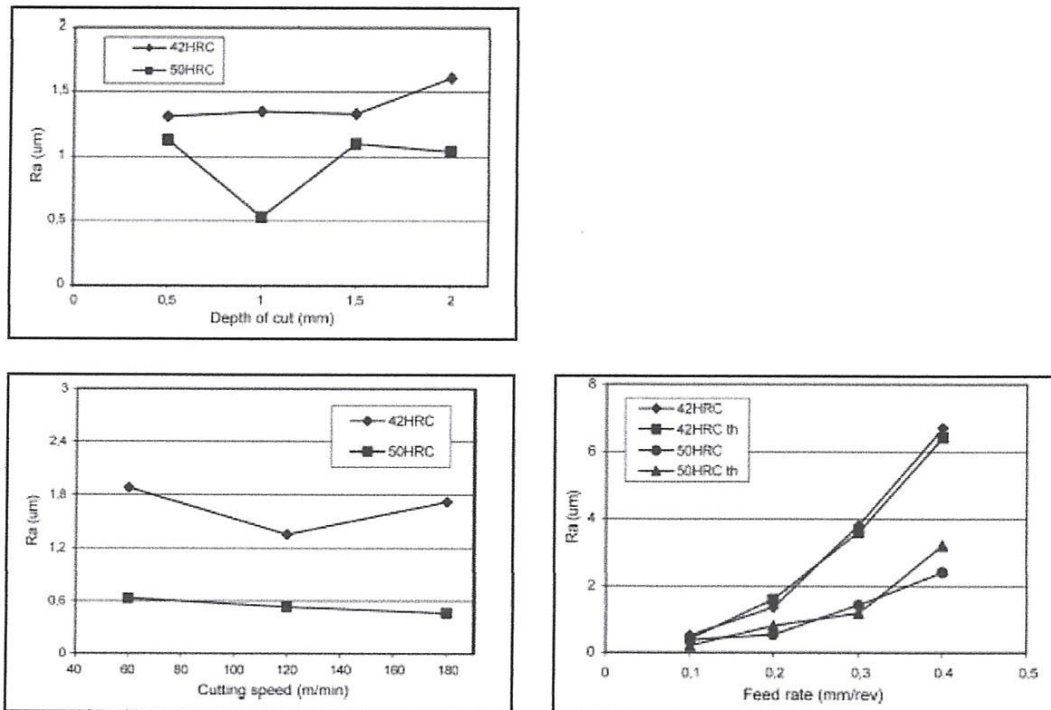 2
42HRC
50HRC
1,5
1
0,5
0
Ra (um)
0 0,5 1 1,5 2
Depth of cut (mm)
3
42HRC
50HRC
2,4
1,8
1,2
0,6
0
Ra (um)
40 60 80 100 120 140 160 180
Cutting speed (m/min)
8
42HRC
42HRC th
50HRC
50HRC th
6
4
2
0
Ra (um)
0 0,1 0,2 0,3 0,4 0,5
Feed rate (mm/rev)